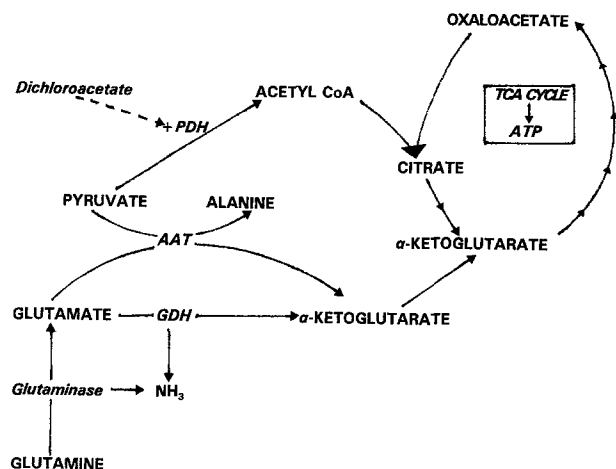 OXALOACETATE
Dichloroacetate
ACETYL CoA
TCA CYCLE
+ PDH
ATP
CITRATE
PYRUVATE
ALANINE
AAT
α-KETOGLUTARATE
GLUTAMATE
GDH
α-KETOGLUTARATE
Glutaminase
NH₃
GLUTAMINE